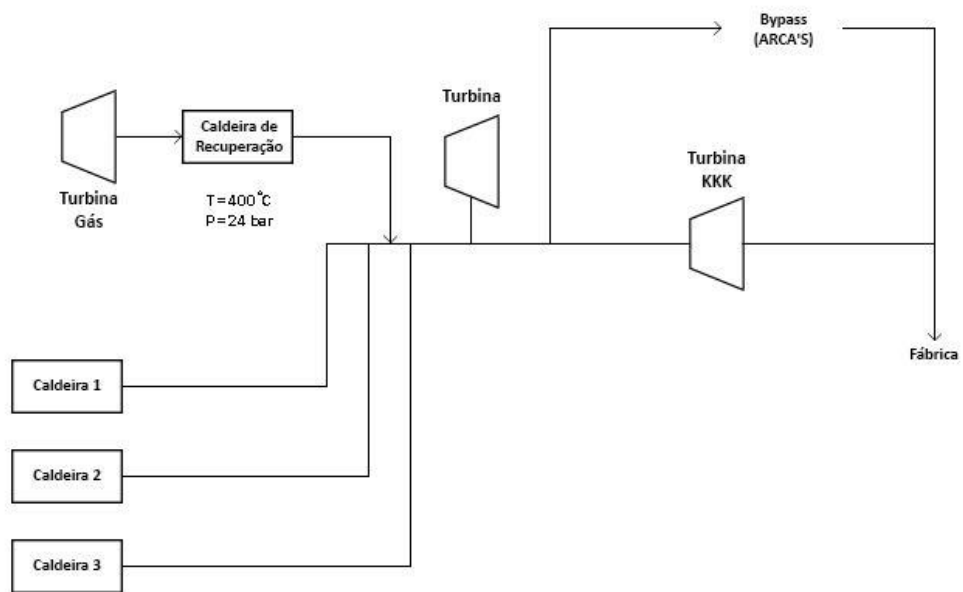 Bypass
(ARCA'S)
Turbina
Caldeira de
Recuperação
Turbina
KKK
Turbina
Gás
T=400°C
P=24 bar
Fábrica
Caldeira 1
Caldeira 2
Caldeira 3